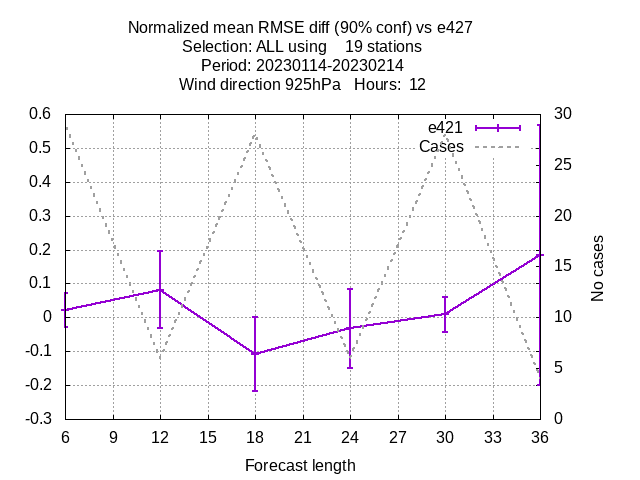 Normalized mean RMSE diff (90% conf) vs e427
Selection: ALL using    19 stations
Period: 20230114-20230214
Wind direction 925hPa   Hours:  12
e421
Cases
0.6
0.5
0.4
0.3
0.2
0.1
0
-0.1
-0.2
-0.3
30
25
20
15
10
5
0
No cases
6 9 12 15 18 21 24 27 30 33 36
Forecast length